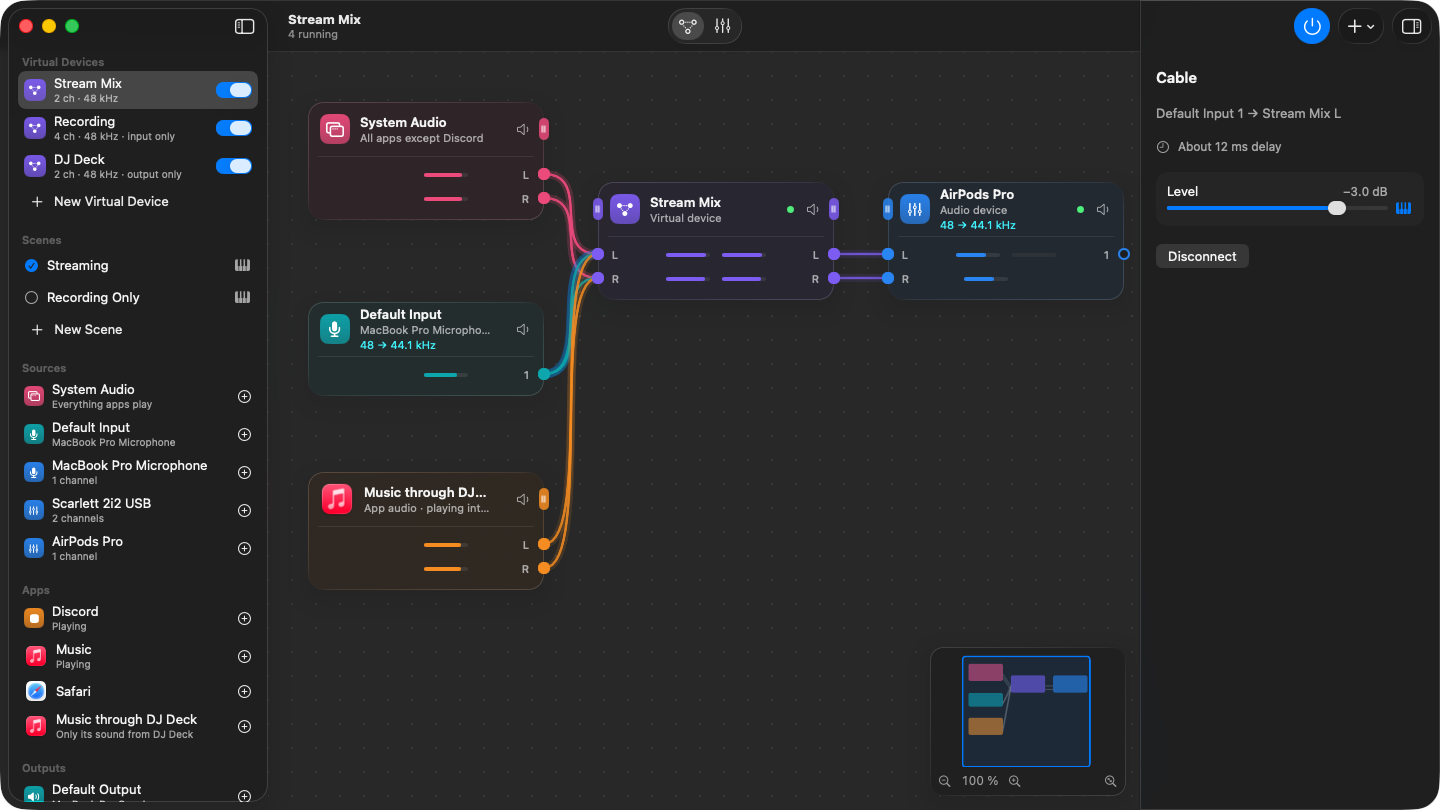 Virtual Devices
Stream Mix
2 ch · 48 kHz
Recording
4 ch · 48 kHz · input only
DJ Deck
2 ch · 48 kHz · output only
New Virtual Device
Scenes
Streaming
Recording Only
New Scene
Sources
System Audio
Everything apps play
Default Input
MacBook Pro Microphone
MacBook Pro Microphone
1 channel
Scarlett 2i2 USB
2 channels
AirPods Pro
1 channel
Apps
Discord
Playing
Music
Playing
Safari
Music through DJ Deck
Only its sound from DJ Deck
Outputs
Default Output
Stream Mix
4 running
System Audio
All apps except Discord
L
R
Default Input
MacBook Pro Micropho...
48 → 44.1 kHz
1
Music through DJ...
App audio · playing int...
L
R
Stream Mix
Virtual device
L L
R R
AirPods Pro
Audio device
48 → 44.1 kHz
L 1
R
100 %
Cable
Default Input 1 → Stream Mix L
About 12 ms delay
Level −3.0 dB
Disconnect